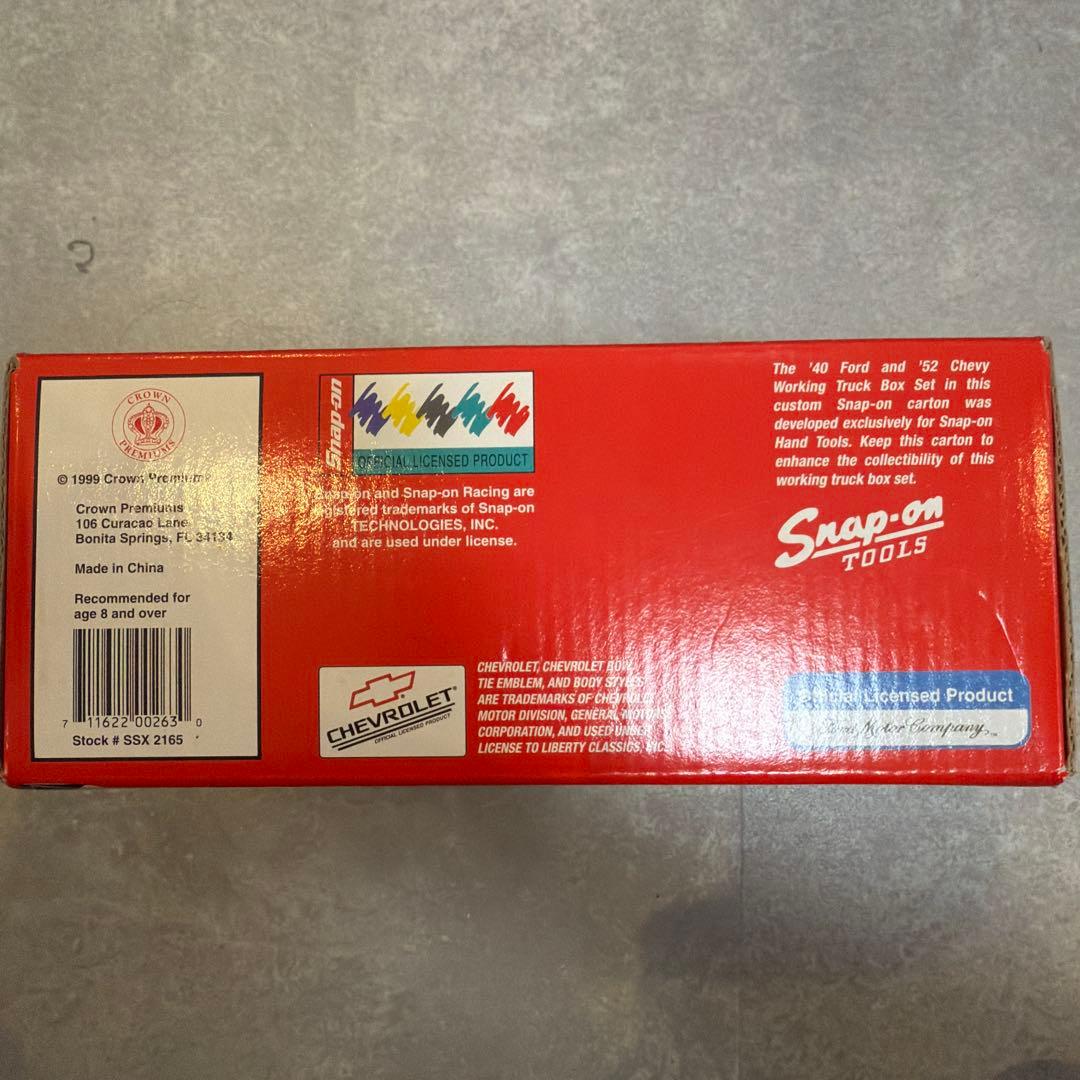 CROWN
PREMIUMS
© 1999 Crown Premiums
Crown Premiums
106 Curacao Lane
Bonita Springs, FL 34134
Made in China
Recommended for
age 8 and over
7 11622 00263 0
Stock # SSX 2165
Snap-on
OFFICIAL LICENSED PRODUCT
Snap-on and Snap-on Racing are
registered trademarks of Snap-on
TECHNOLOGIES, INC.
and are used under license.
CHEVROLET
OFFICIAL LICENSED PRODUCT
CHEVROLET, CHEVROLET BOW
TIE EMBLEM, AND BODY STYLES
ARE TRADEMARKS OF CHEVROLET
MOTOR DIVISION, GENERAL MOTORS
CORPORATION, AND USED UNDER
LICENSE TO LIBERTY CLASSICS, INC.
The '40 Ford and '52 Chevy
Working Truck Box Set in this
custom Snap-on carton was
developed exclusively for Snap-on
Hand Tools. Keep this carton to
enhance the collectibility of this
working truck box set.
Snap-on
TOOLS
Official Licensed Product
Ford Motor Company™